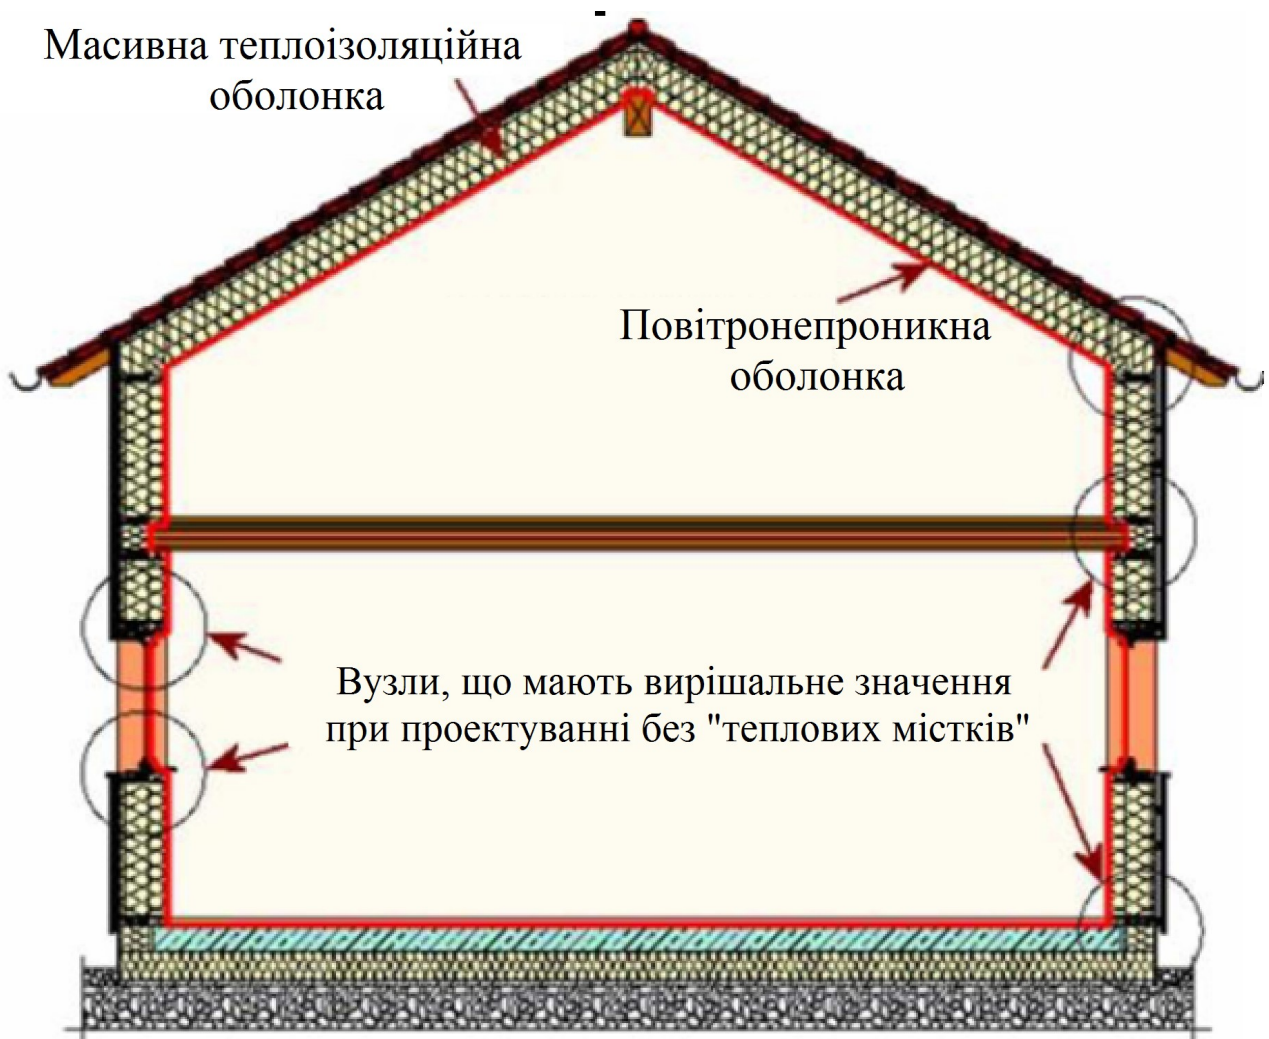 Масивна теплоізоляційна
оболонка
Повітронепроникна
оболонка
Вузли, що мають вирішальне значення
при проектуванні без "теплових містків"